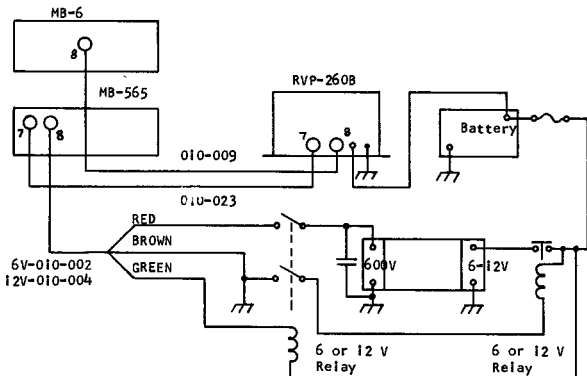 MB-6
8
MB-565
7 8
RVP-260B
7 8
Battery
010-009
010-023
RED
BROWN
GREEN
6V-010-002
12V-010-004
600V
6-12V
6 or 12 V
Relay
6 or 12 V
Relay